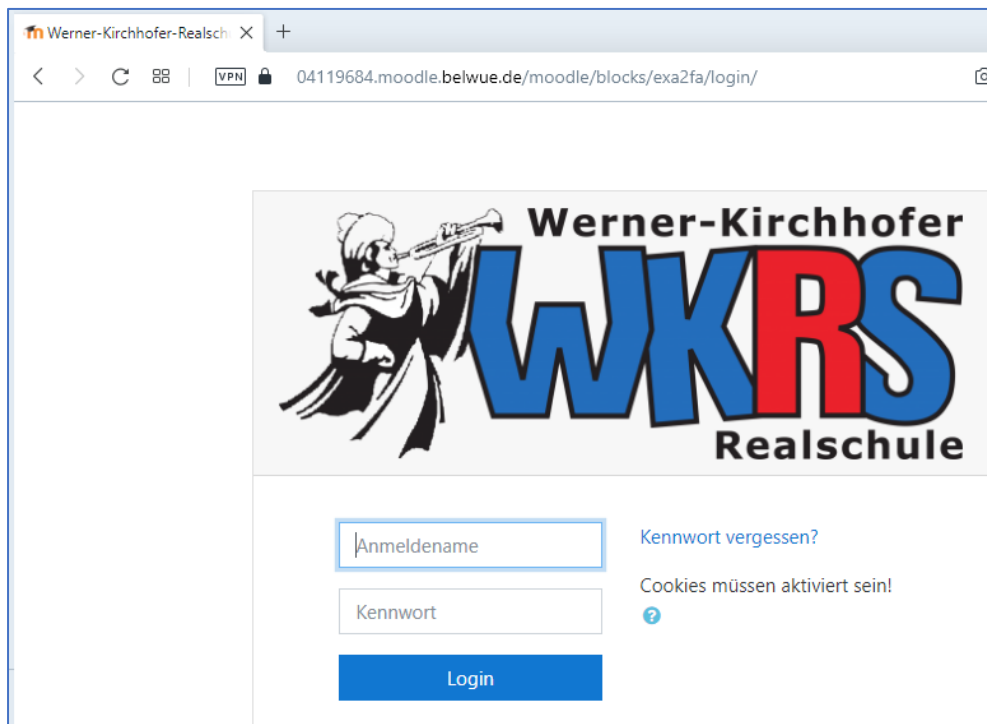 Werner-Kirchhofer-Realsch
VPN
04119684.moodle.belwue.de/moodle/blocks/exa2fa/login/
Werner-Kirchhofer
WKRS
Realschule
Anmeldename
Kennwort vergessen?
Cookies müssen aktiviert sein!
?
Kennwort
Login